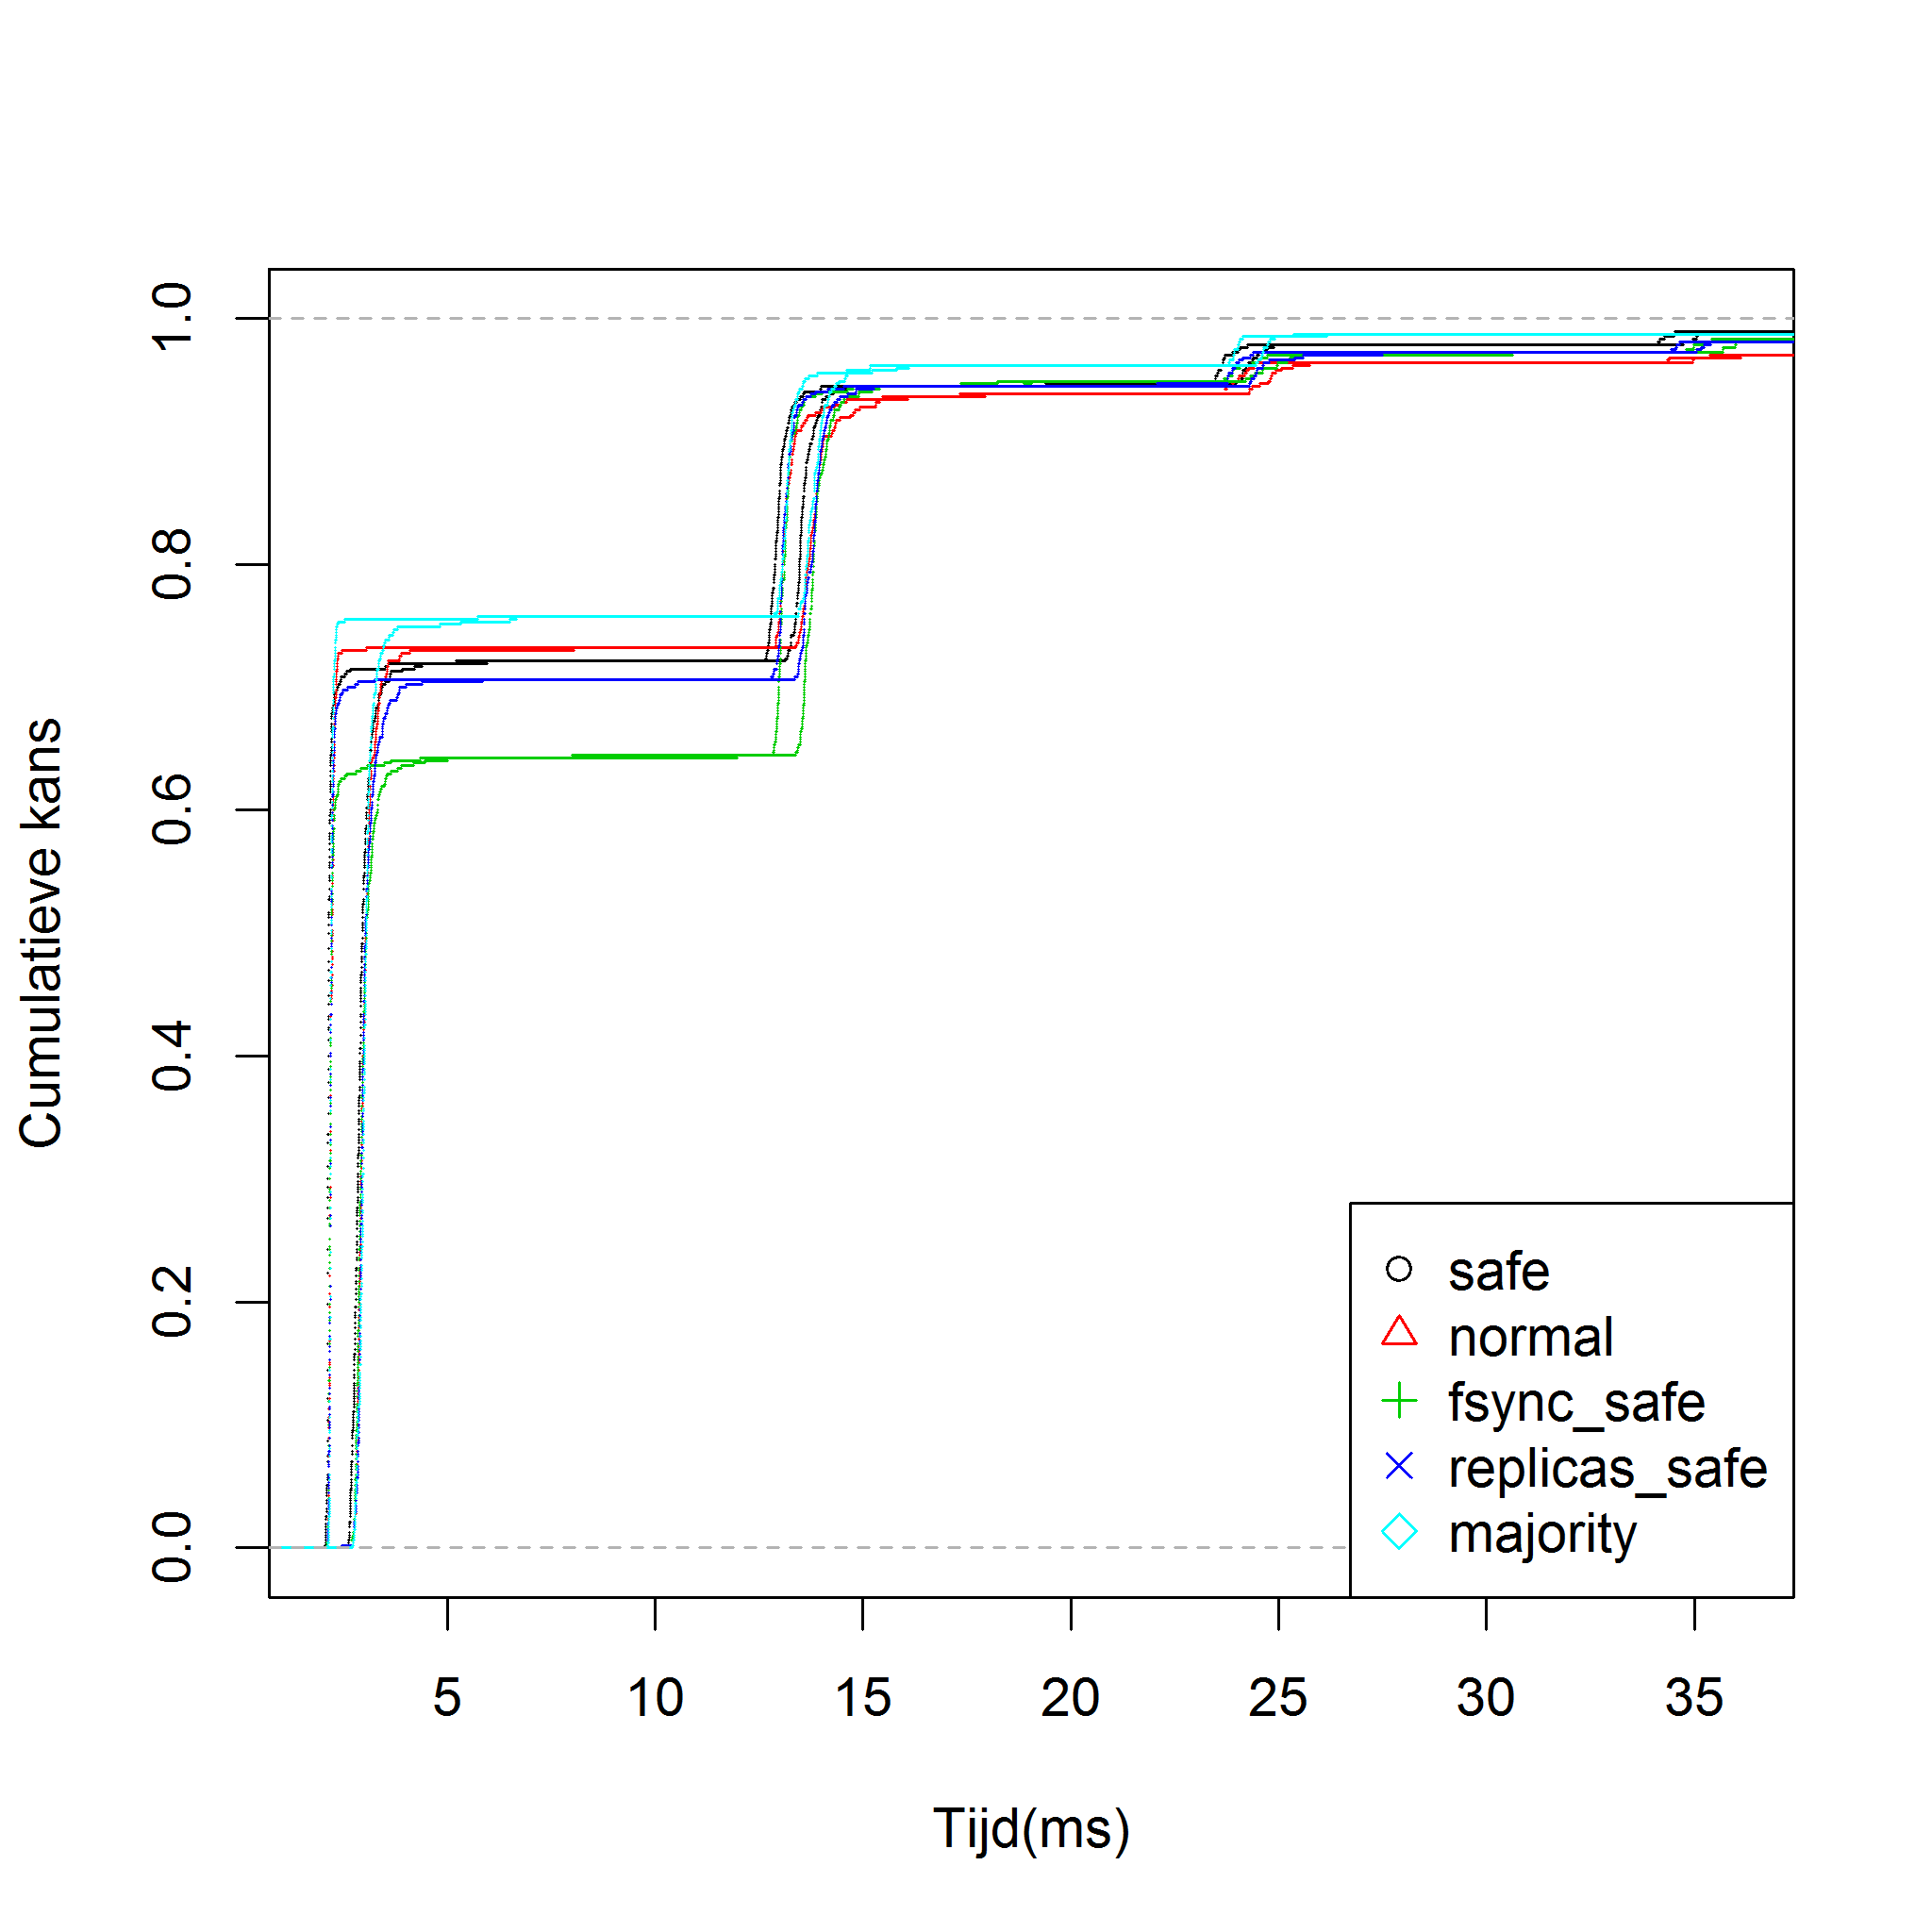 Cumulatieve kans
1.0
0.8
0.6
0.4
0.2
0.0
safe
normal
fsync_safe
replicas_safe
majority
5 10 15 20 25 30 35
Tijd(ms)